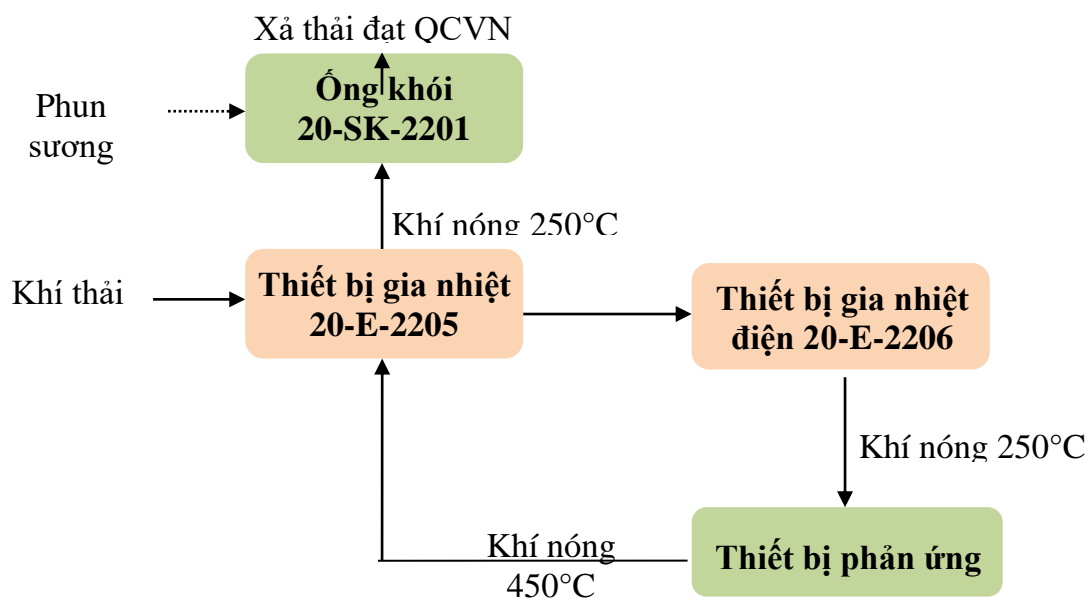 Xả thải đạt QCVN
Ống khói
20-SK-2201
Phun
sương
Khí nóng 250°C
Khí thải
Thiết bị gia nhiệt
20-E-2205
Thiết bị gia nhiệt
điện 20-E-2206
Khí nóng 250°C
Khí nóng
450°C
Thiết bị phản ứng